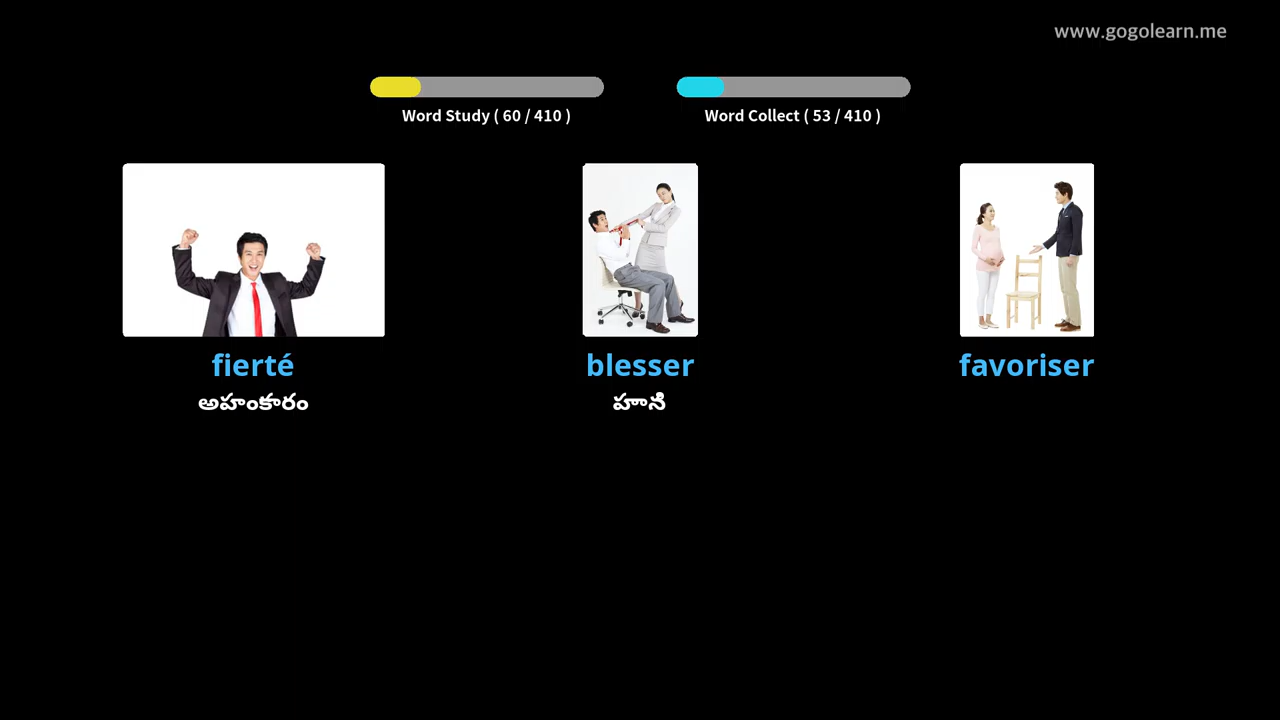 www.gogolearn.me
Word Study ( 60 / 410 )
Word Collect ( 53 / 410 )
fierté
అహంకారం
blesser
హాని
favoriser